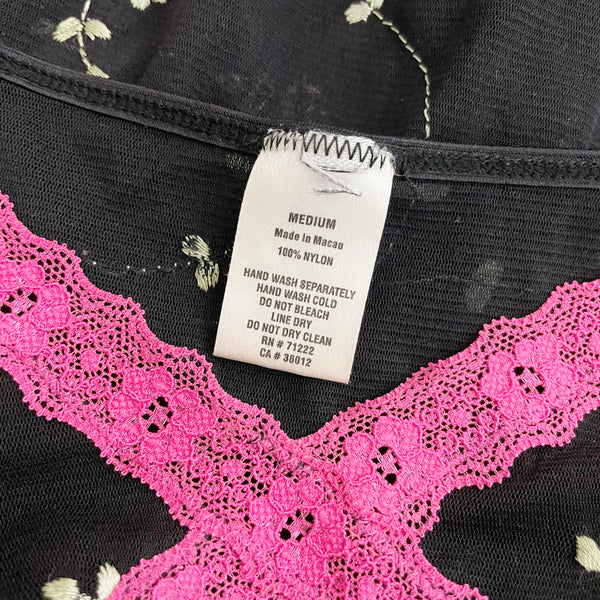 MEDIUM
Made in Macau
100% NYLON
HAND WASH SEPARATELY
HAND WASH COLD
DO NOT BLEACH
LINE DRY
DO NOT DRY CLEAN
RN # 71222
CA # 36012